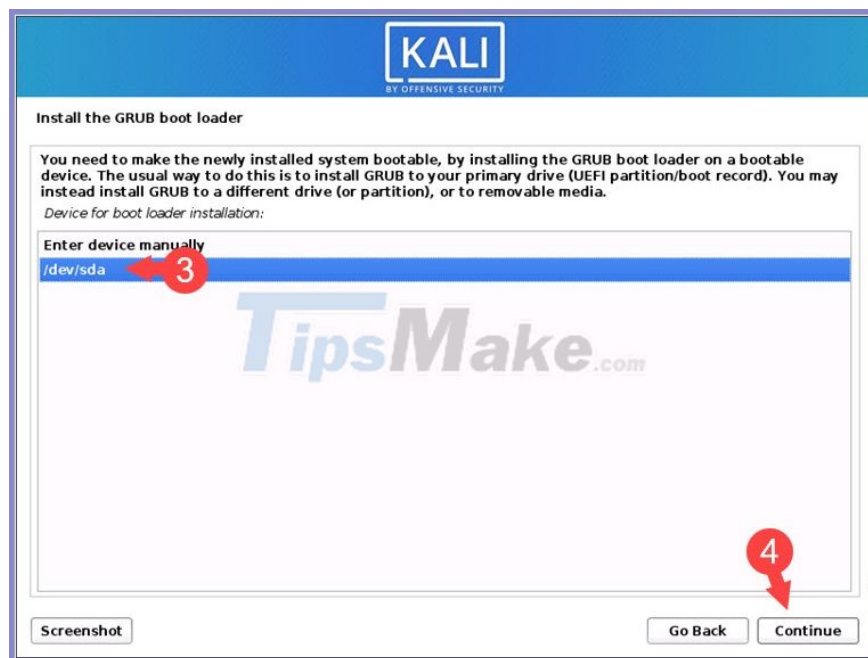 KALI
BY OFFENSIVE SECURITY
Install the GRUB boot loader
You need to make the newly installed system bootable, by installing the GRUB boot loader on a bootable
device. The usual way to do this is to install GRUB to your primary drive (UEFI partition/boot record). You may
instead install GRUB to a different drive (or partition), or to removable media.
Device for boot loader installation:
Enter device manually
/dev/sda
3
TipsMake.com
4
Screenshot
Go Back
Continue